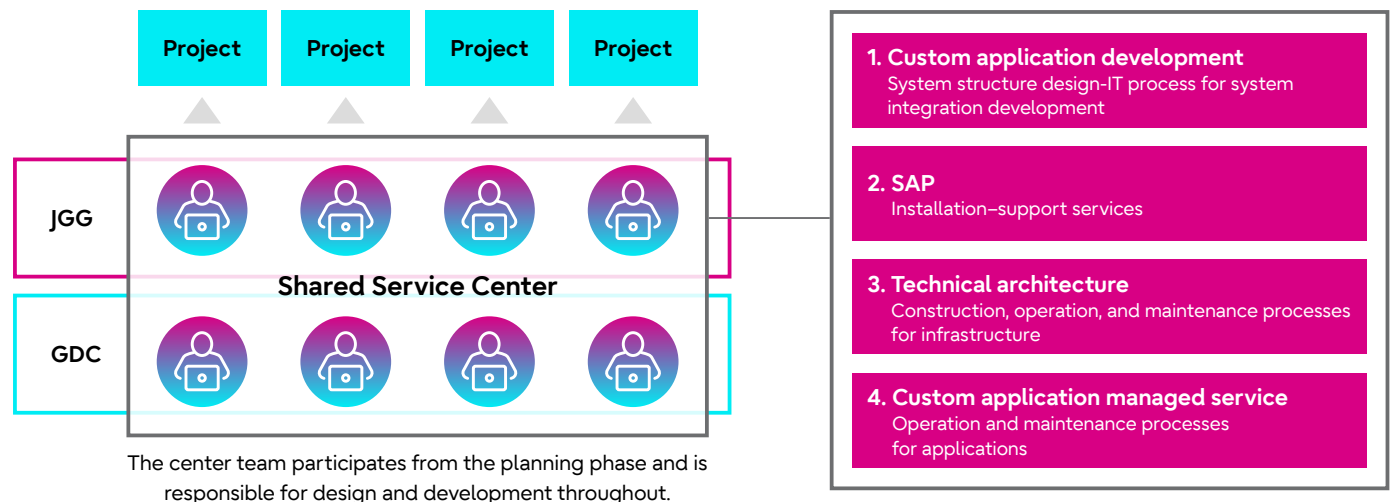 Project
Project
Project
Project
JGG
Shared Service Center
GDC
The center team participates from the planning phase and is
responsible for design and development throughout.
1. Custom application development
System structure design-IT process for system
integration development
2. SAP
Installation–support services
3. Technical architecture
Construction, operation, and maintenance processes
for infrastructure
4. Custom application managed service
Operation and maintenance processes
for applications